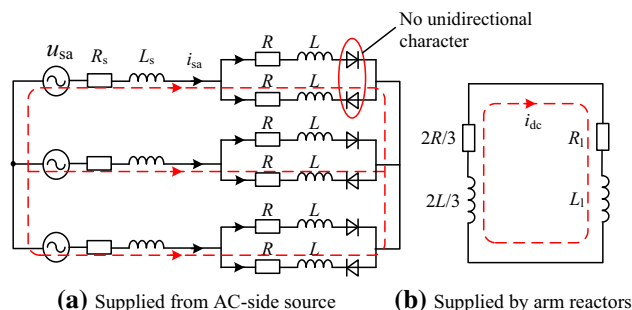 No unidirectional
character
u_sa R_s L_s i_sa R L
R L
R L
R L
R L
R L
i_dc
2R/3 R_1
2L/3 L_1
(a) Supplied from AC-side source
(b) Supplied by arm reactors